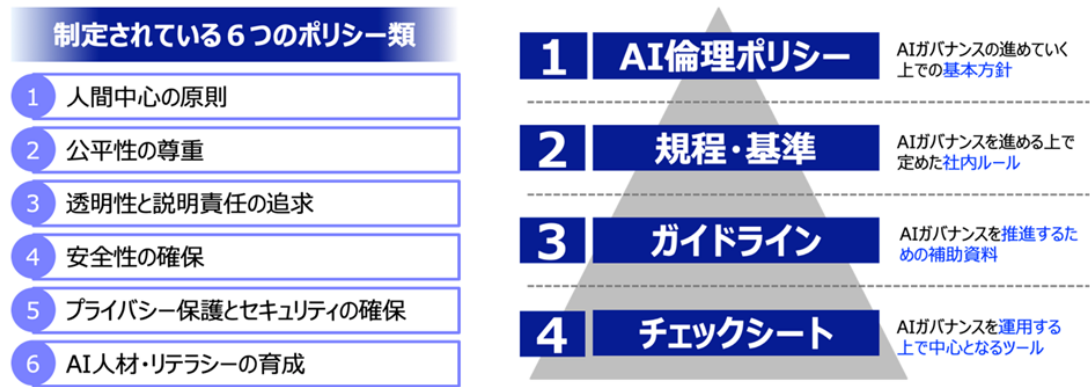 制定されている６つのポリシー類
1 人間中心の原則
2 公平性の尊重
3 透明性と説明責任の追求
4 安全性の確保
5 プライバシー保護とセキュリティの確保
6 AI人材・リテラシーの育成
1 AI倫理ポリシー
AIガバナンスの進めていく
上での基本方針
2 規程・基準
AIガバナンスを進める上で
定めた社内ルール
3 ガイドライン
AIガバナンスを推進するた
めの補助資料
4 チェックシート
AIガバナンスを運用する
上で中心となるツール